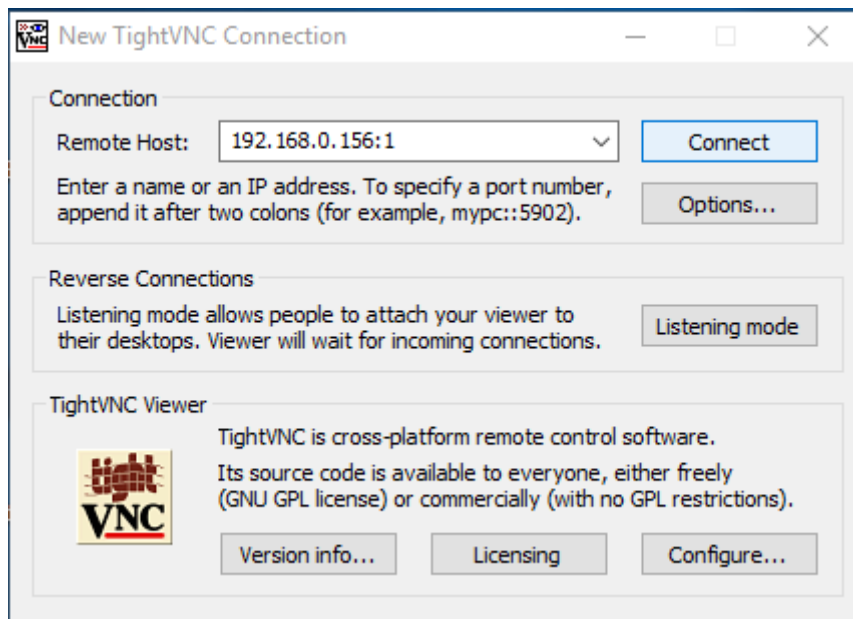 New TightVNC Connection
Connection
Remote Host: 192.168.0.156:1 Connect
Enter a name or an IP address. To specify a port number,
append it after two colons (for example, mypc::5902).
Options...
Reverse Connections
Listening mode allows people to attach your viewer to
their desktops. Viewer will wait for incoming connections.
Listening mode
TightVNC Viewer
tight
VNC
TightVNC is cross-platform remote control software.
Its source code is available to everyone, either freely
(GNU GPL license) or commercially (with no GPL restrictions).
Version info... Licensing Configure...